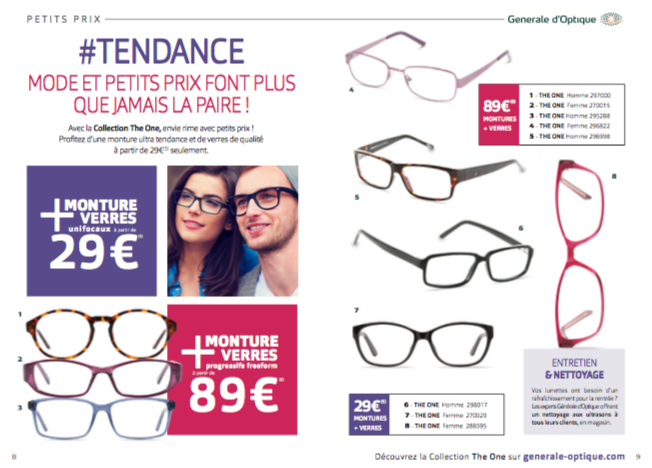 PETITS PRIX
#TENDANCE
MODE ET PETITS PRIX FONT PLUS
QUE JAMAIS LA PAIRE !
Avec la Collection The One, envie rime avec petits prix !
Profitez d'une monture ultra tendance et de verres de qualité
à partir de 29€ seulement.
+ MONTURE
VERRES
unifocaux à partir de
29€
1
2
3
+ MONTURE
VERRES
progressifs freeform
à partir de
89€
8
Generale d'Optique
4
89€
MONTURES
+ VERRES
1 - THE ONE Homme 297000
2 - THE ONE Femme 270015
3 - THE ONE Homme 295288
4 - THE ONE Femme 296822
5 - THE ONE Homme 296998
5
8
6
7
ENTRETIEN
& NETTOYAGE
Vos lunettes ont besoin d'un
rafraîchissement pour la rentrée ?
Les experts Générale d'Optique offrent
un nettoyage aux ultrasons à
tous leurs clients, en magasin.
29€
MONTURES
+ VERRES
6 - THE ONE Homme 298017
7 - THE ONE Femme 270029
8 - THE ONE Femme 288395
Découvrez la Collection The One sur generale-optique.com
9